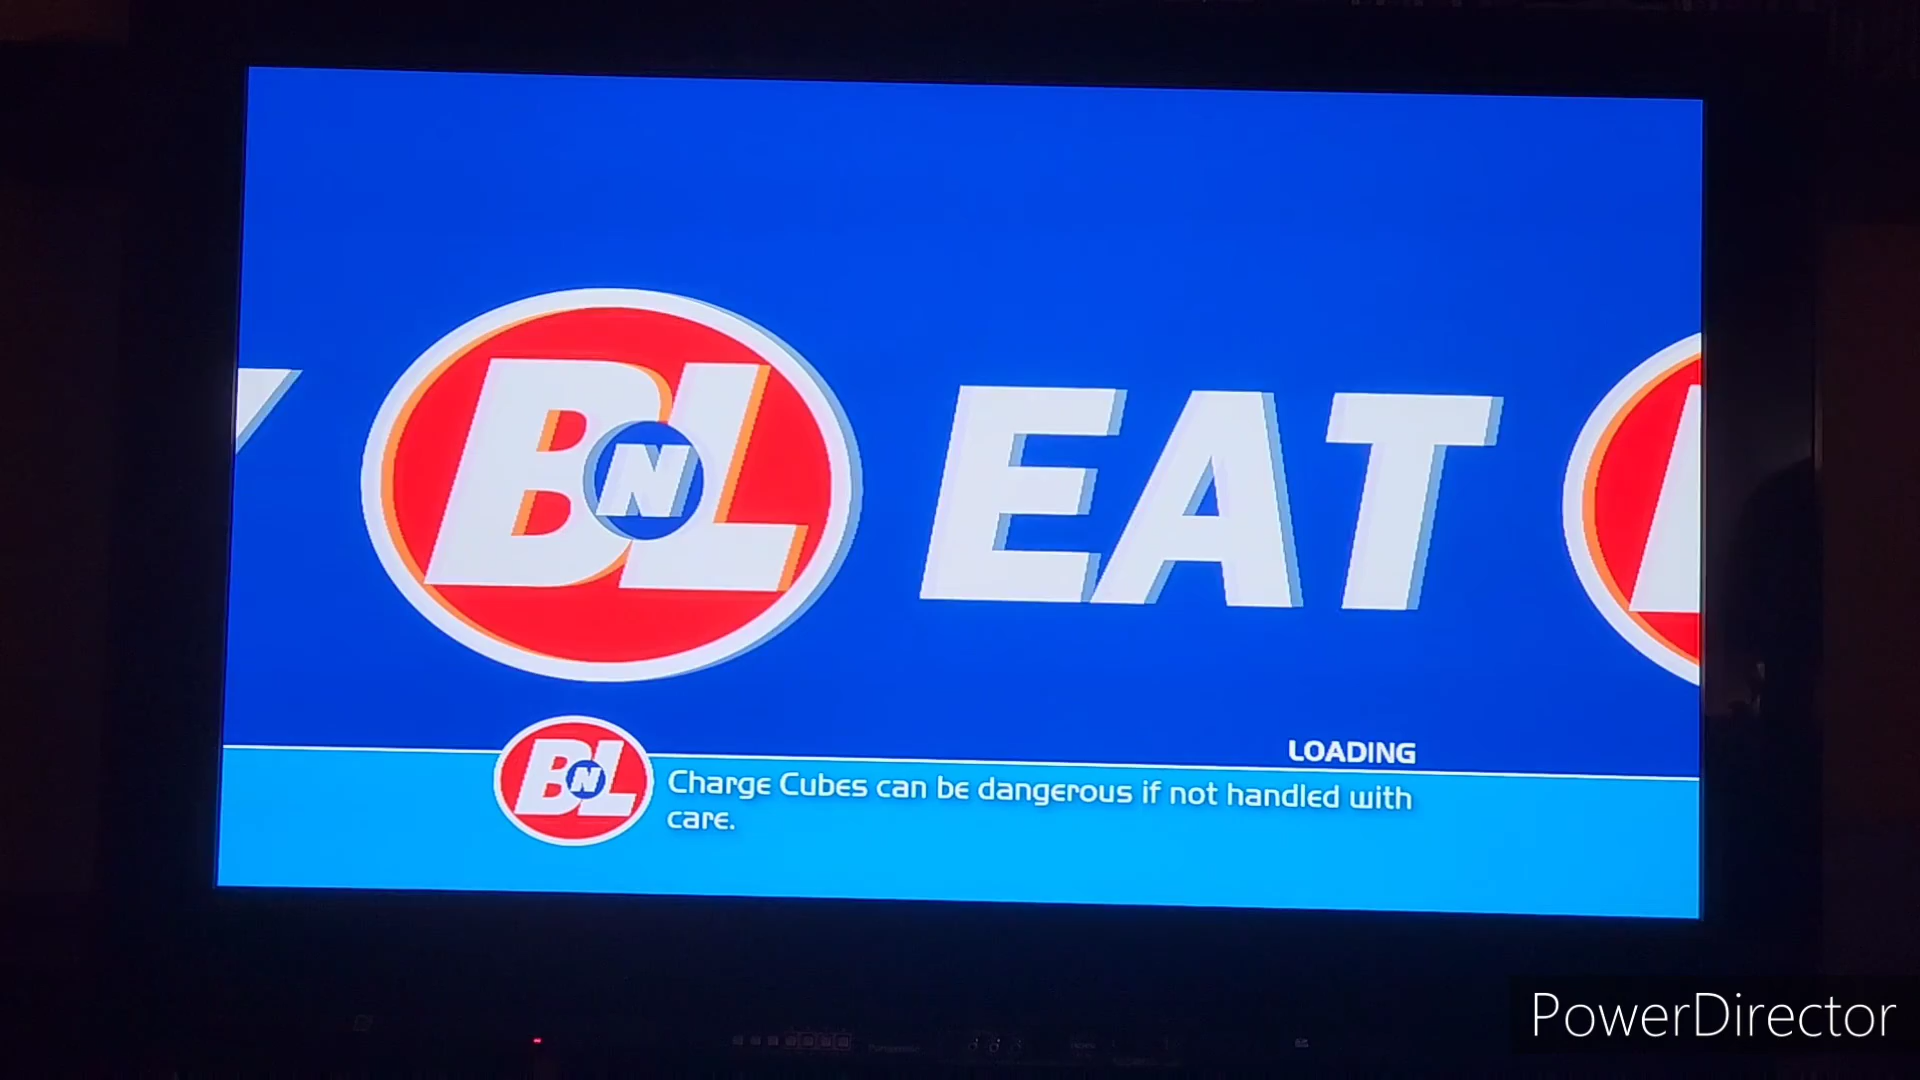 BNL EAT
LOADING
BNL
Charge Cubes can be dangerous if not handled with
care.
PowerDirector